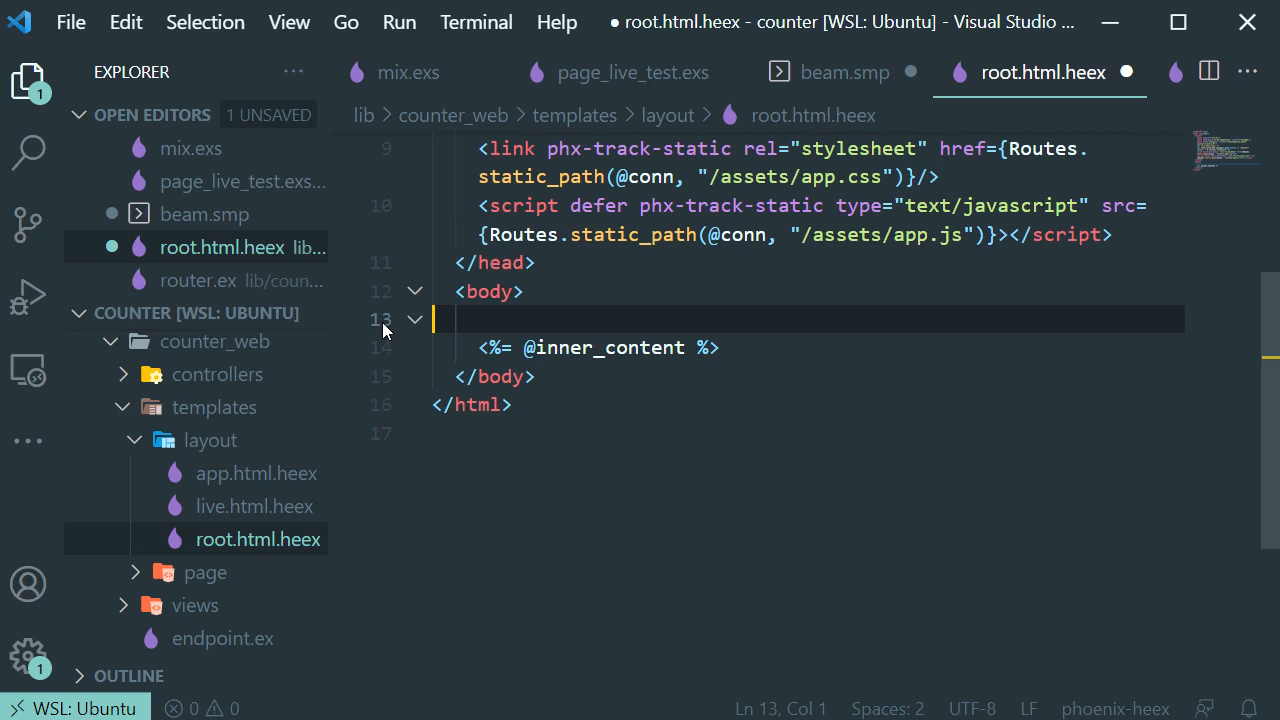 File Edit Selection View Go Run Terminal Help ● root.html.heex - counter [WSL: Ubuntu] - Visual Studio ...
EXPLORER ...
mix.exs page_live_test.exs beam.smp root.html.heex
OPEN EDITORS 1 UNSAVED
lib > counter_web > templates > layout > root.html.heex
mix.exs
page_live_test.exs...
beam.smp
root.html.heex lib...
router.ex lib/coun...
COUNTER [WSL: UBUNTU]
counter_web
controllers
templates
layout
app.html.heex
live.html.heex
root.html.heex
page
views
endpoint.ex
OUTLINE
1
1
9 <link phx-track-static rel="stylesheet" href={Routes.
static_path(@conn, "/assets/app.css")}/>
10 <script defer phx-track-static type="text/javascript" src=
{Routes.static_path(@conn, "/assets/app.js")}></script>
11 </head>
12 <body>
13
14 <%= @inner_content %>
15 </body>
16 </html>
17
WSL: Ubuntu 0 0 Ln 13, Col 1 Spaces: 2 UTF-8 LF phoenix-heex